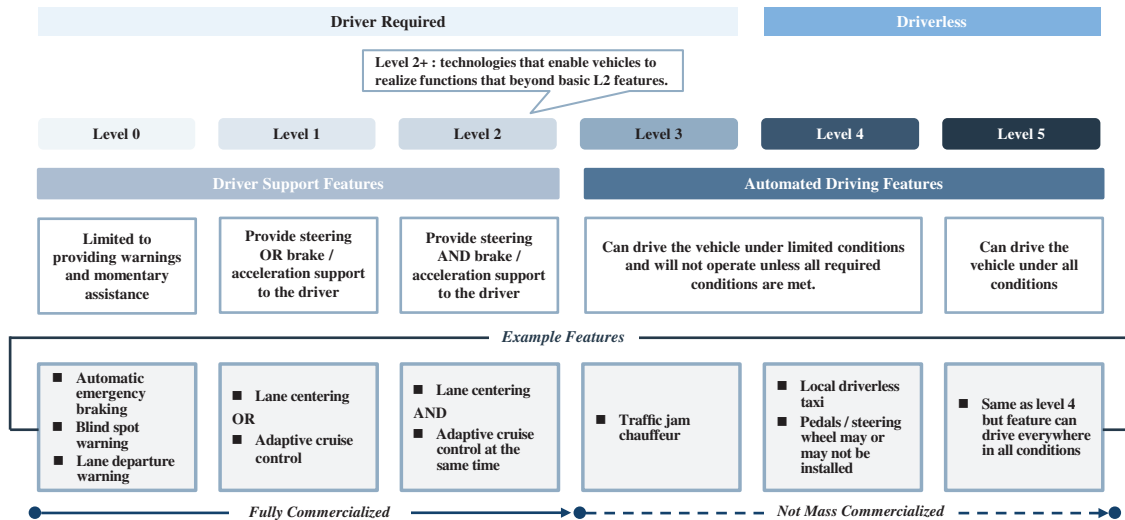 Driver Required
Driverless
Level 2+ : technologies that enable vehicles to
realize functions that beyond basic L2 features.
Level 0
Level 1
Level 2
Level 3
Level 4
Level 5
Driver Support Features
Automated Driving Features
Limited to
providing warnings
and momentary
assistance
Provide steering
OR brake /
acceleration support
to the driver
Provide steering
AND brake /
acceleration support
to the driver
Can drive the vehicle under limited conditions
and will not operate unless all required
conditions are met.
Can drive the
vehicle under all
conditions
Example Features
■ Automatic
emergency
braking
■ Blind spot
warning
■ Lane departure
warning
■ Lane centering
OR
■ Adaptive cruise
control
■ Lane centering
AND
■ Adaptive cruise
control at the
same time
■ Traffic jam
chauffeur
■ Local driverless
taxi
■ Pedals / steering
wheel may or
may not be
installed
■ Same as level 4
but feature can
drive everywhere
in all conditions
Fully Commercialized
Not Mass Commercialized